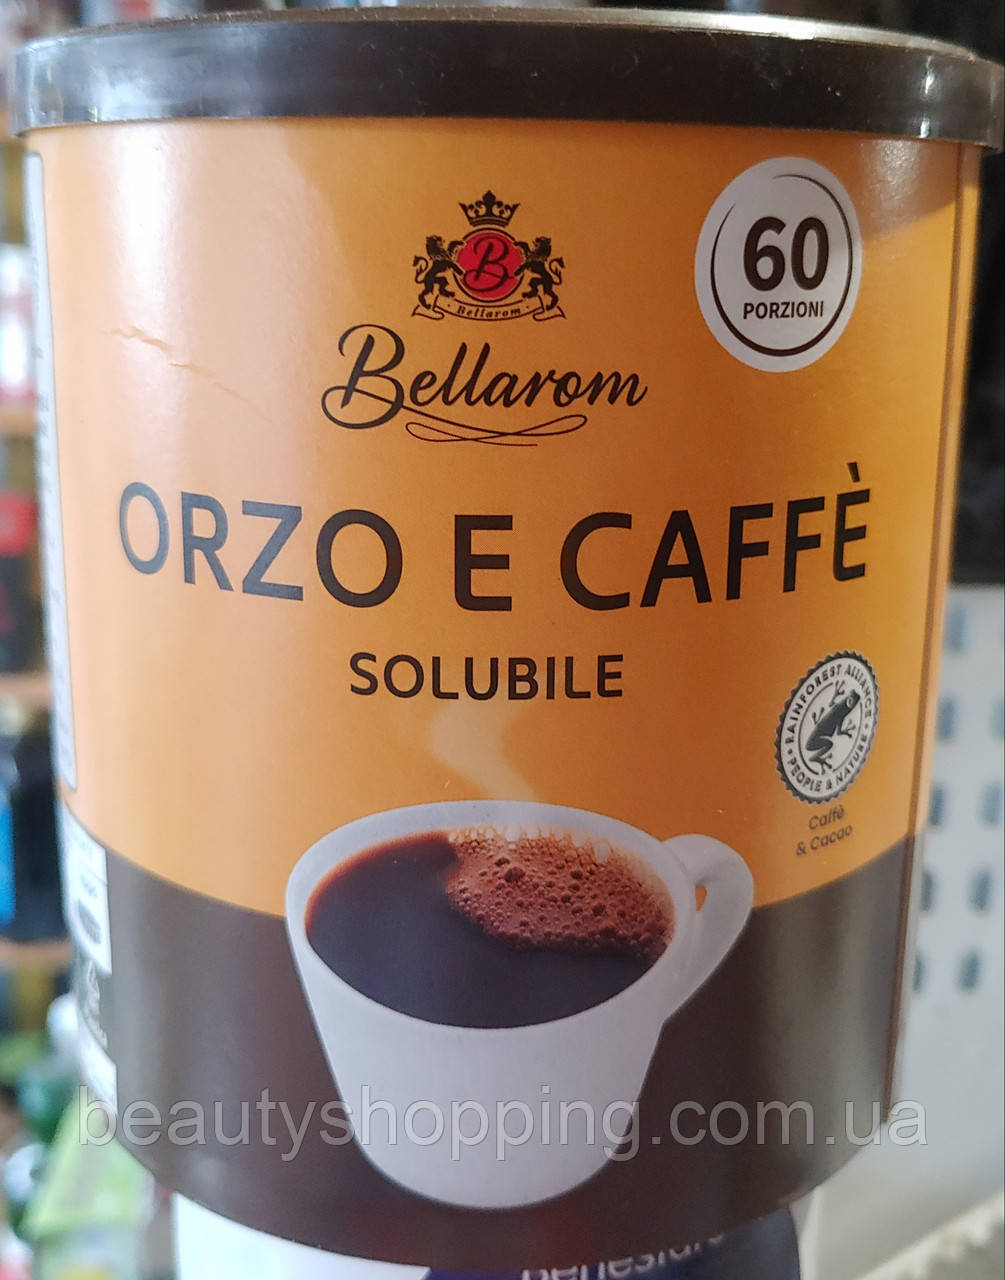 60
PORZIONI
B
Bellarom
Bellarom
ORZO E CAFFÈ
SOLUBILE
RAINFOREST ALLIANCE
PEOPLE & NATURE
Caffè
& Cacao
beautyshopping.com.ua